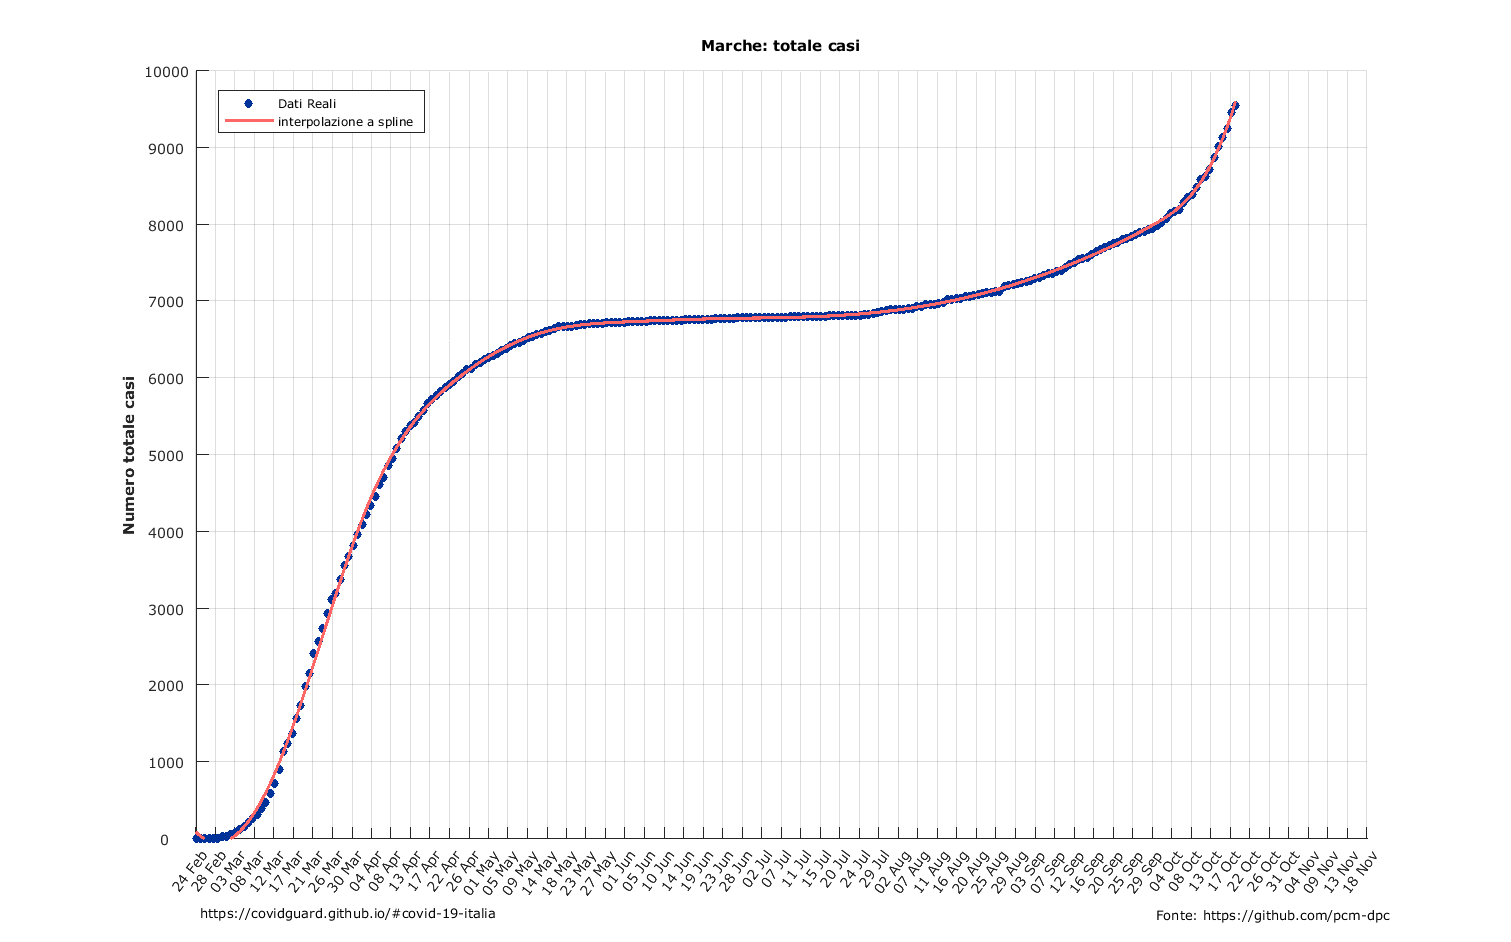 Marche: totale casi
Dati Reali
interpolazione a spline
Numero totale casi
10000
9000
8000
7000
6000
5000
4000
3000
2000
1000
0
24 Feb
28 Feb
03 Mar
08 Mar
12 Mar
17 Mar
21 Mar
26 Mar
30 Mar
04 Apr
08 Apr
13 Apr
17 Apr
22 Apr
26 Apr
01 May
05 May
09 May
14 May
18 May
23 May
27 May
01 Jun
05 Jun
10 Jun
14 Jun
19 Jun
23 Jun
28 Jun
02 Jul
07 Jul
11 Jul
15 Jul
20 Jul
24 Jul
29 Jul
02 Aug
07 Aug
11 Aug
16 Aug
20 Aug
25 Aug
29 Aug
03 Sep
07 Sep
12 Sep
16 Sep
20 Sep
25 Sep
29 Sep
04 Oct
08 Oct
13 Oct
17 Oct
22 Oct
26 Oct
31 Oct
04 Nov
09 Nov
13 Nov
18 Nov
https://covidguard.github.io/#covid-19-italia
Fonte: https://github.com/pcm-dpc